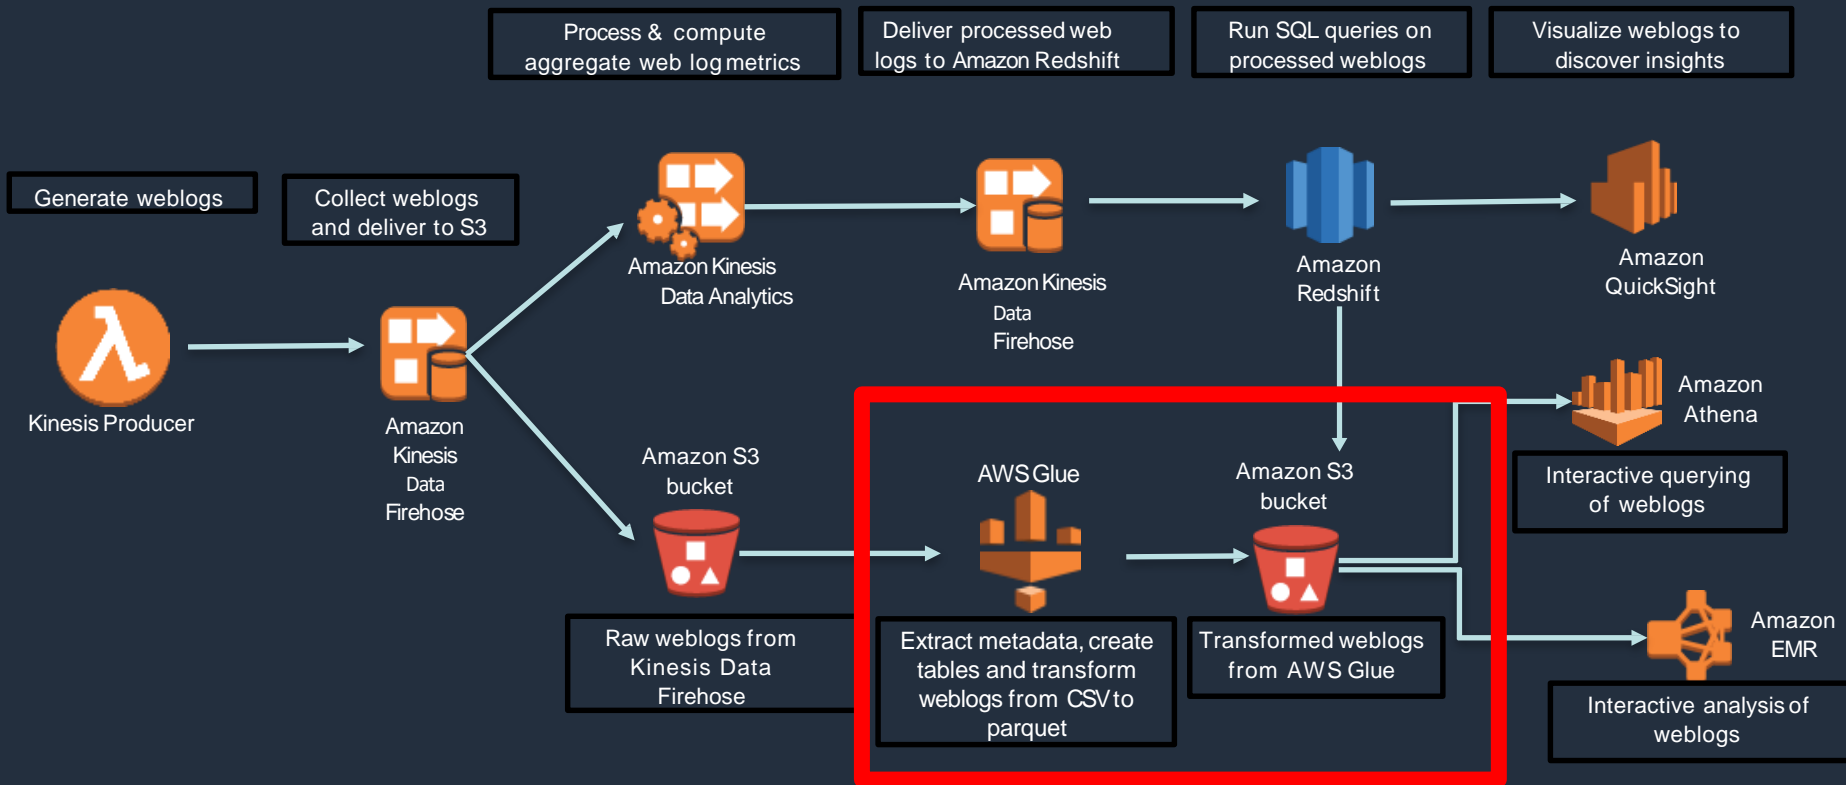 Process & compute
aggregate web log metrics
Deliver processed web
logs to Amazon Redshift
Run SQL queries on
processed weblogs
Visualize weblogs to
discover insights
Generate weblogs
Collect weblogs
and deliver to S3
Amazon Kinesis
Data Analytics
Amazon Kinesis
Data
Firehose
Amazon
Redshift
Amazon
QuickSight
Kinesis Producer
Amazon
Kinesis
Data
Firehose
Amazon S3
bucket
Raw weblogs from
Kinesis Data
Firehose
AWS Glue
Extract metadata, create
tables and transform
weblogs from CSV to
parquet
Amazon S3
bucket
Transformed weblogs
from AWS Glue
Amazon
Athena
Interactive querying
of weblogs
Amazon
EMR
Interactive analysis of
weblogs